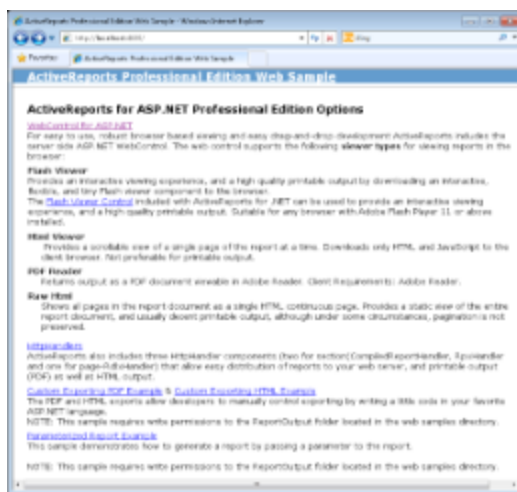 ActiveReports Professional Edition Web Sample - Windows Internet Explorer
Bing
Favorites ActiveReports Professional Edition Web Sample
ActiveReports Professional Edition Web Sample
ActiveReports for ASP.NET Professional Edition Options
WebControl for ASP.NET
For easy to use, robust browser based viewing and easy drag-and-drop development ActiveReports includes the
server side ASP.NET WebControl. The web control supports the following viewer types for viewing reports in the
browser:
Flash Viewer
Provides an interactive viewing experience, and a high quality printable output by downloading an interactive,
flexible, and tiny Flash viewer component to the browser.
The Flash Viewer Control included with ActiveReports for .NET can be used to provide an interactive viewing
experience, and a high quality printable output. Suitable for any browser with Adobe Flash Player 11 or above
installed.
Html Viewer
Provides a scrollable view of a single page of the report at a time. Downloads only HTML, and JavaScript to the
client browser. Not preferable for printable output.
PDF Reader
Returns output as a PDF document viewable in Adobe Reader. Client Requirements: Adobe Reader.
Raw Html
Shows all pages in the report document as a single HTML, continuous page. Provides a static view of the entire
report document, and usually decent printable output, although under some circumstances, pagination is not
preserved.
HttpHandlers
ActiveReports also includes three HttpHandler components (two for section(CompiledReportHandler, RpxHandler
and one for page-RdlxHandler) that allow easy distribution of reports to your web server, and printable output
(PDF) as well as HTML output.
Custom Exporting PDF Example & Custom Exporting HTML Example
The PDF and HTML exports allow developers to manually control exporting by writing a little code in your favorite
ASP.NET language.
NOTE: This sample requires write permissions to the ReportOutput folder located in the web samples directory.
Parameterized Report Example
This sample demonstrates how to generate a report by passing a parameter to the report.
NOTE: This sample requires write permissions to the ReportOutput folder located in the web samples directory.